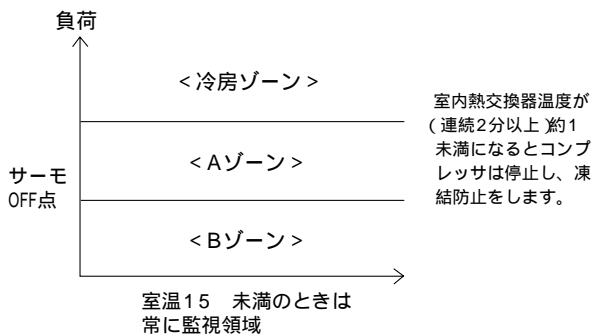 負荷
<冷房ゾーン>
<Aゾーン>
<Bゾーン>
サーモ
OFF点
室温15 未満のときは
常に監視領域
室内熱交換器温度が
(連続2分以上)約1
未満になるとコンプ
レッサは停止し、凍
結防止をします。